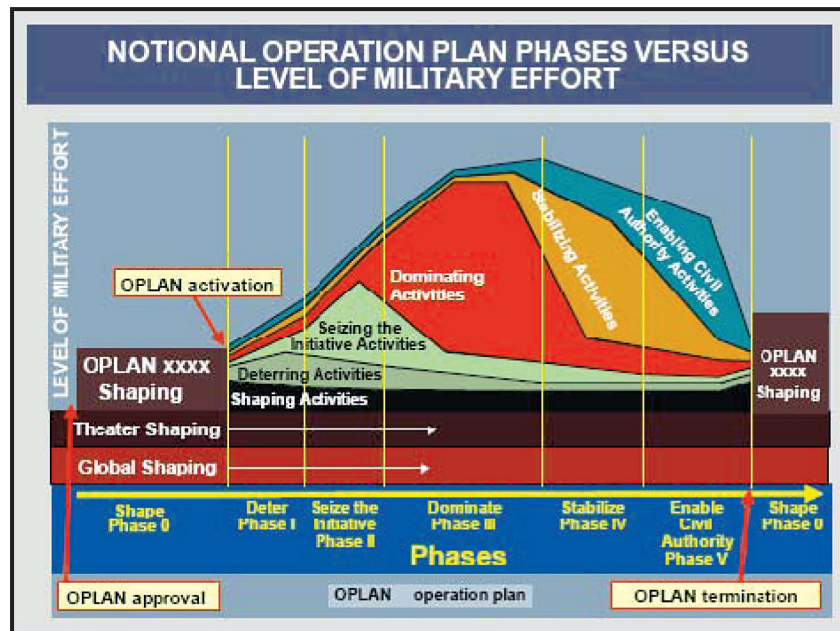 NOTIONAL OPERATION PLAN PHASES VERSUS
LEVEL OF MILITARY EFFORT
LEVEL OF MILITARY EFFORT
OPLAN activation
Enabling Civil
Authority Activities
Stabilizing Activities
Dominating
Activities
Seizing the
Initiative Activities
Deterring Activities
Shaping Activities
OPLAN xxxx
Shaping
OPLAN
xxxx
Shaping
Theater Shaping
Global Shaping
Shape
Phase 0
Deter
Phase I
Seize the
Initiative
Phase II
Dominate
Phase III
Stabilize
Phase IV
Enable
Civil
Authority
Phase V
Shape
Phase 0
Phases
OPLAN approval
OPLAN operation plan
OPLAN termination